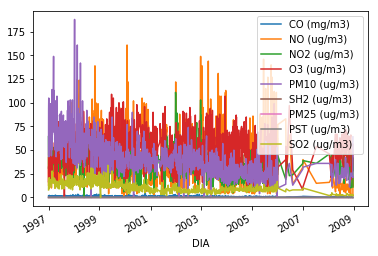 175
150
125
100
75
50
25
0
CO (mg/m3)
NO (ug/m3)
NO2 (ug/m3)
O3 (ug/m3)
PM10 (ug/m3)
SH2 (ug/m3)
PM25 (ug/m3)
PST (ug/m3)
SO2 (ug/m3)
1997
1999
2001
2003
2005
2007
2009
DIA